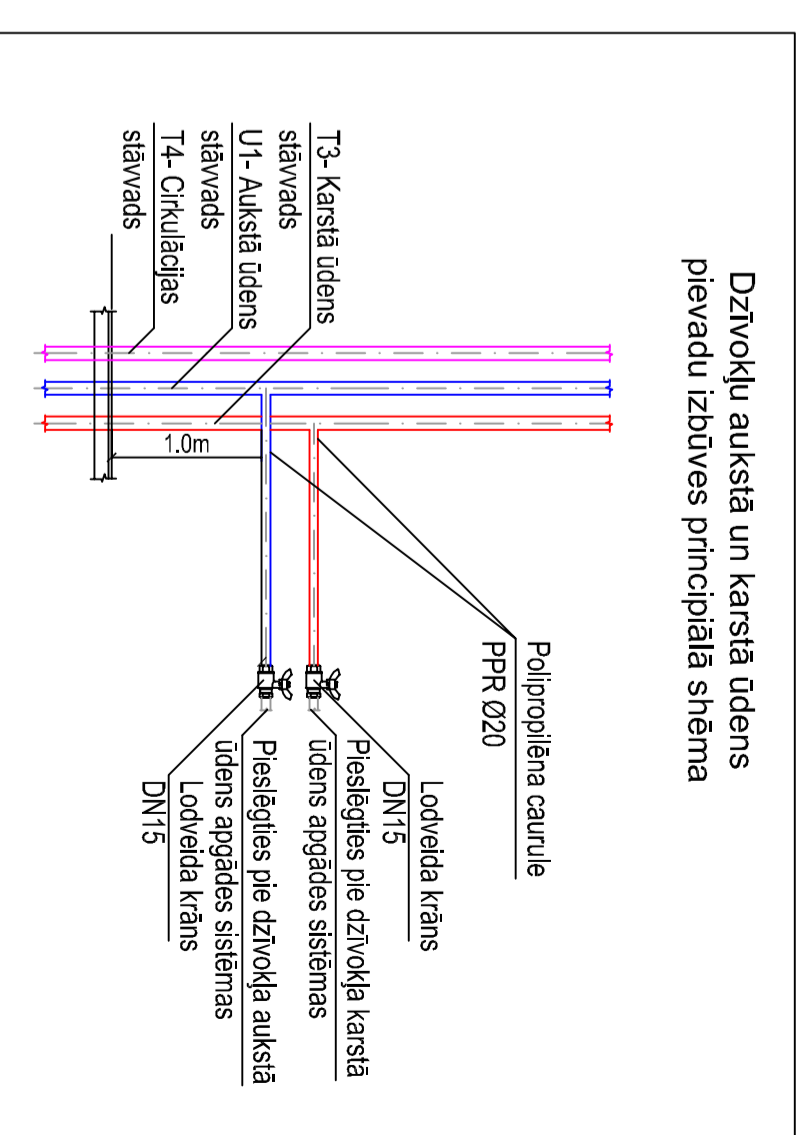 Dzīvokļu aukstā un karstā ūdens
pievadu izbūves principiālā shēma
T3- Karstā ūdens
stāvvads
U1- Aukstā ūdens
stāvvads
T4- Cirkulācijas
stāvvads
1.0m
Polipropilēna caurule
PPR Ø20
Lodveida krāns
DN15
Pieslēgties pie dzīvokļa karstā
ūdens apgādes sistēmas
Pieslēgties pie dzīvokļa aukstā
ūdens apgādes sistēmas
Lodveida krāns
DN15